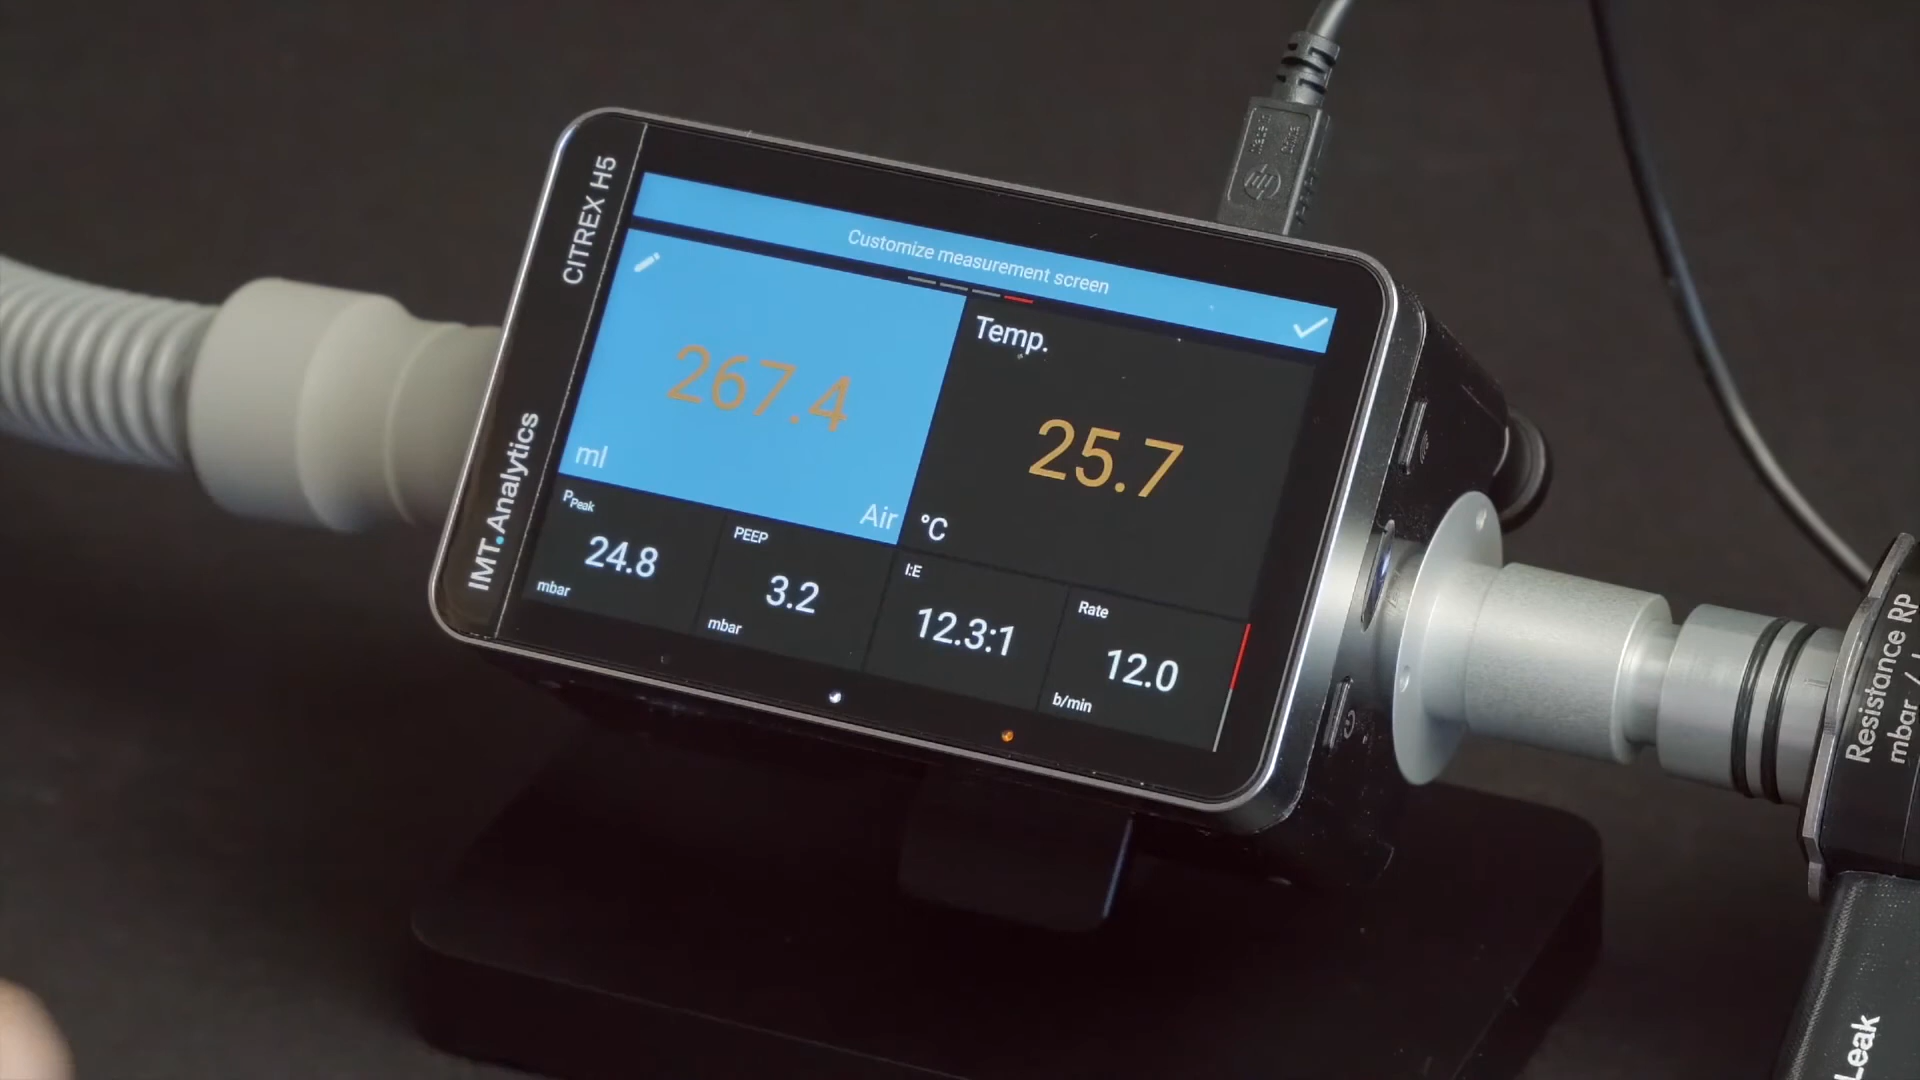 CITREX H5
IMT.Analytics
Customize measurement screen
267.4
ml
Air
Temp.
25.7
°C
PPeak
24.8
mbar
PEEP
3.2
mbar
I:E
12.3:1
Rate
12.0
b/min
hp
Resistance RP
mbar /
Leak